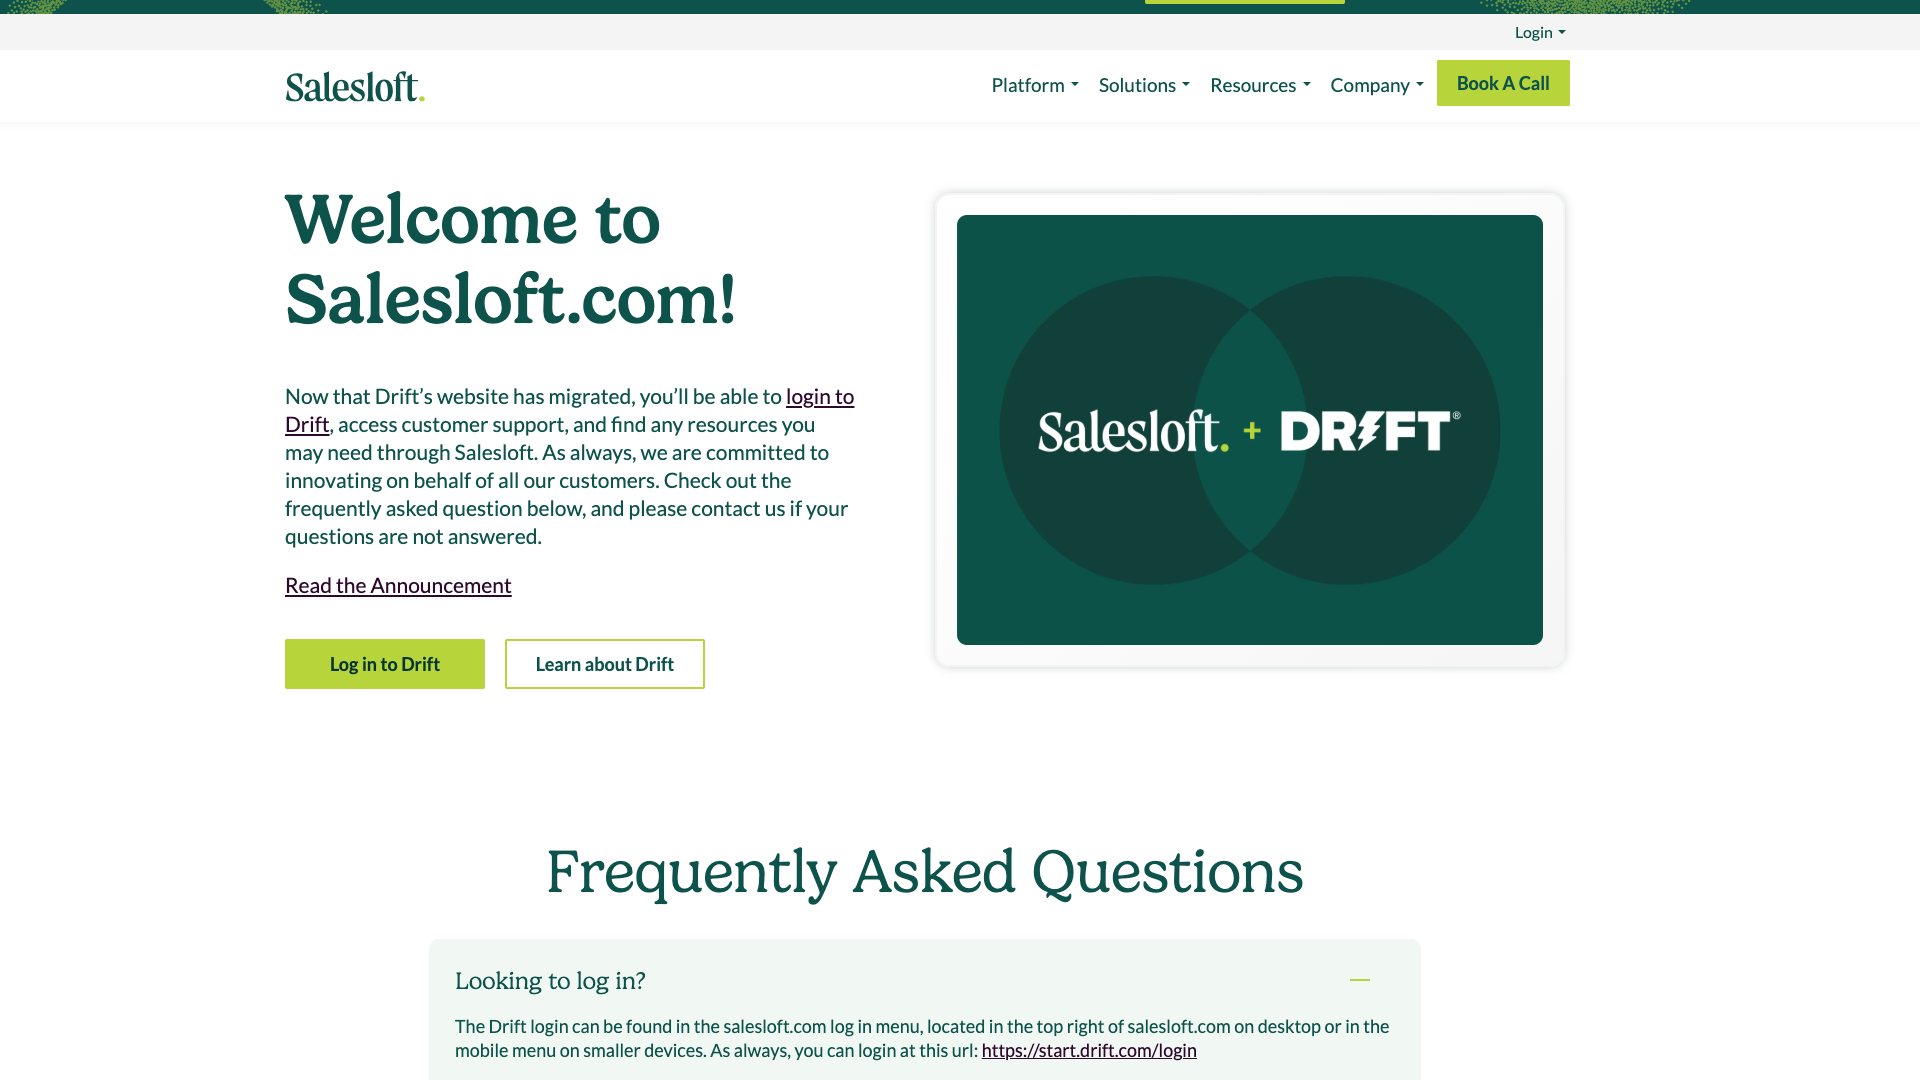 Login
Salesloft.
Platform Solutions Resources Company Book A Call
Welcome to
Salesloft.com!
Now that Drift’s website has migrated, you’ll be able to login to
Drift, access customer support, and find any resources you
may need through Salesloft. As always, we are committed to
innovating on behalf of all our customers. Check out the
frequently asked question below, and please contact us if your
questions are not answered.
Read the Announcement
Log in to Drift Learn about Drift
Salesloft. + DRIFT®
Frequently Asked Questions
Looking to log in?
The Drift login can be found in the salesloft.com log in menu, located in the top right of salesloft.com on desktop or in the
mobile menu on smaller devices. As always, you can login at this url: https://start.drift.com/login